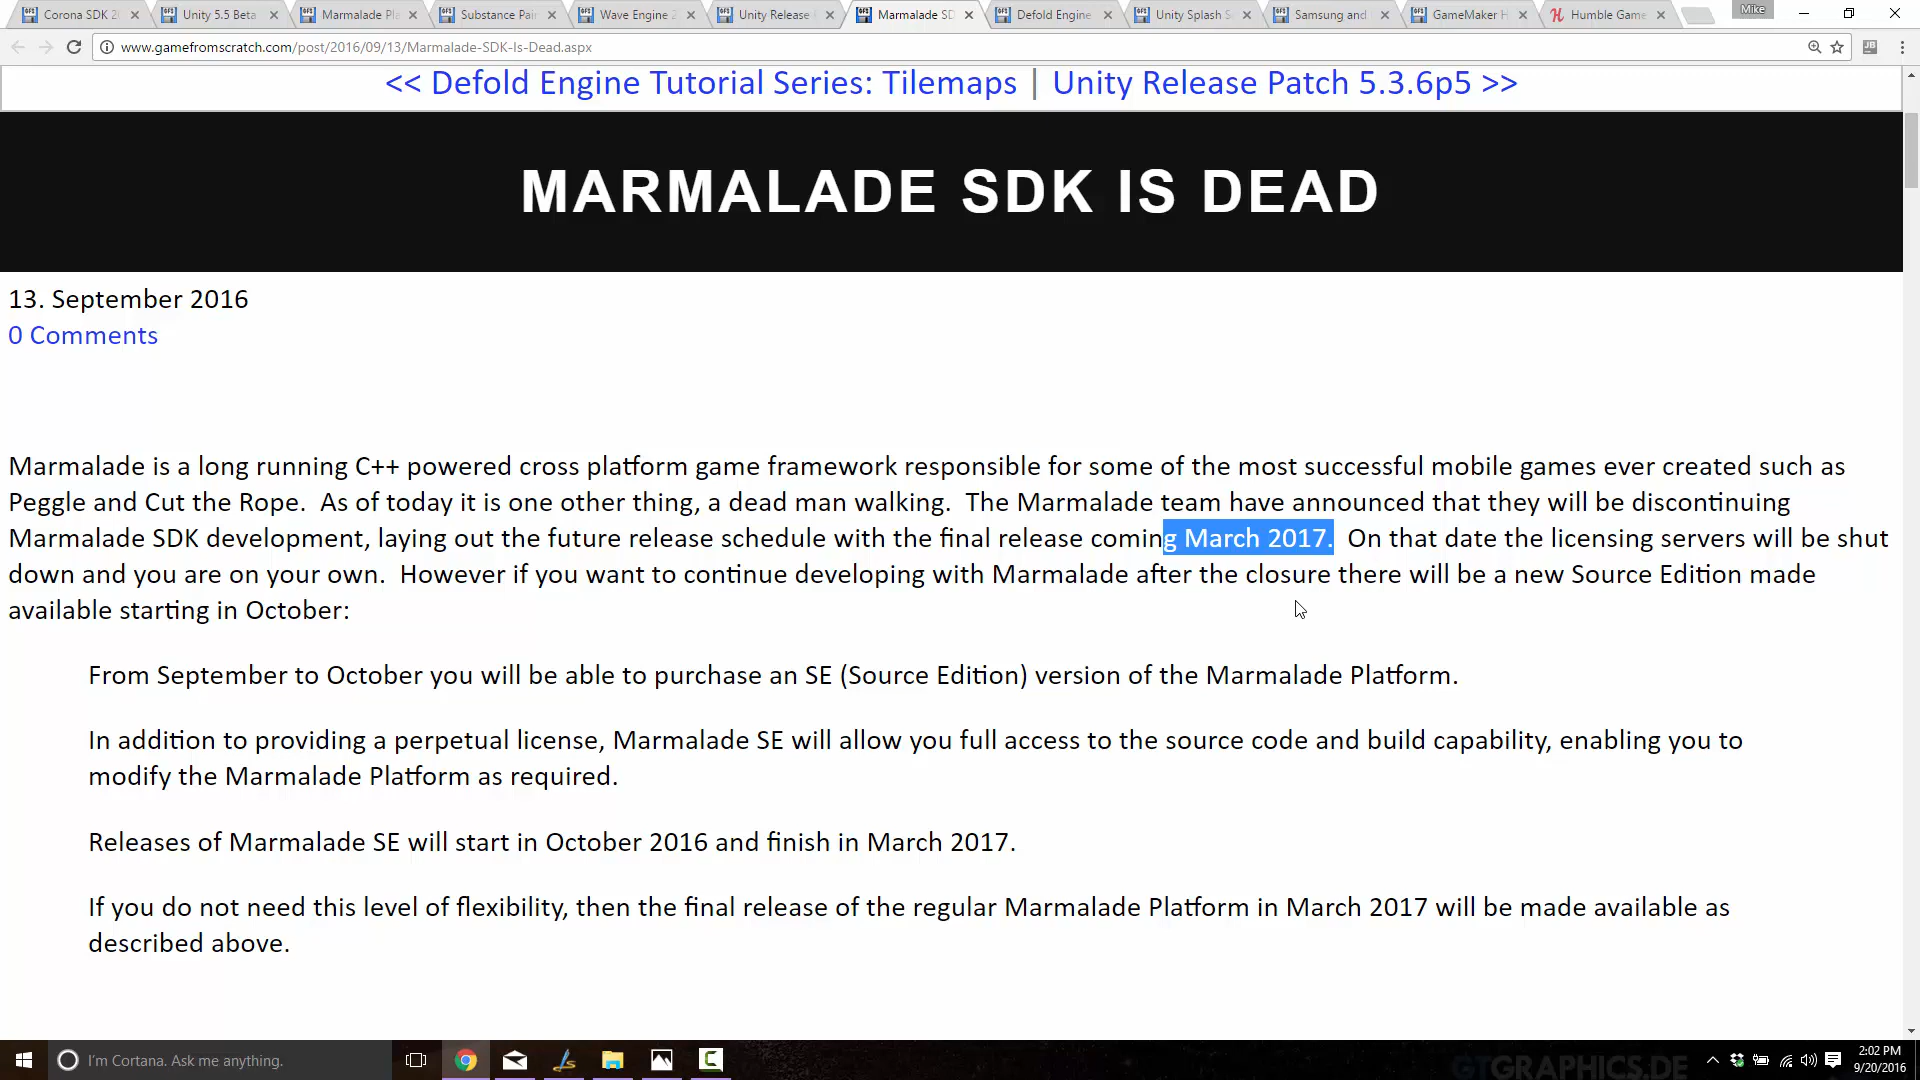 Corona SDK 20
Unity 5.5 Beta
Marmalade Pla
Substance Pain
Wave Engine 2
Unity Release
Marmalade SD
Defold Engine
Unity Splash S
Samsung and
GameMaker H
Humble Game
Mike
www.gamefromscratch.com/post/2016/09/13/Marmalade-SDK-Is-Dead.aspx
<< Defold Engine Tutorial Series: Tilemaps | Unity Release Patch 5.3.6p5 >>
MARMALADE SDK IS DEAD
13. September 2016
0 Comments
Marmalade is a long running C++ powered cross platform game framework responsible for some of the most successful mobile games ever created such as
Peggle and Cut the Rope. As of today it is one other thing, a dead man walking. The Marmalade team have announced that they will be discontinuing
Marmalade SDK development, laying out the future release schedule with the final release coming March 2017. On that date the licensing servers will be shut
down and you are on your own. However if you want to continue developing with Marmalade after the closure there will be a new Source Edition made
available starting in October:
From September to October you will be able to purchase an SE (Source Edition) version of the Marmalade Platform.
In addition to providing a perpetual license, Marmalade SE will allow you full access to the source code and build capability, enabling you to
modify the Marmalade Platform as required.
Releases of Marmalade SE will start in October 2016 and finish in March 2017.
If you do not need this level of flexibility, then the final release of the regular Marmalade Platform in March 2017 will be made available as
described above.
I'm Cortana. Ask me anything.
GTGRAPHICS.DE
2:02 PM
9/20/2016